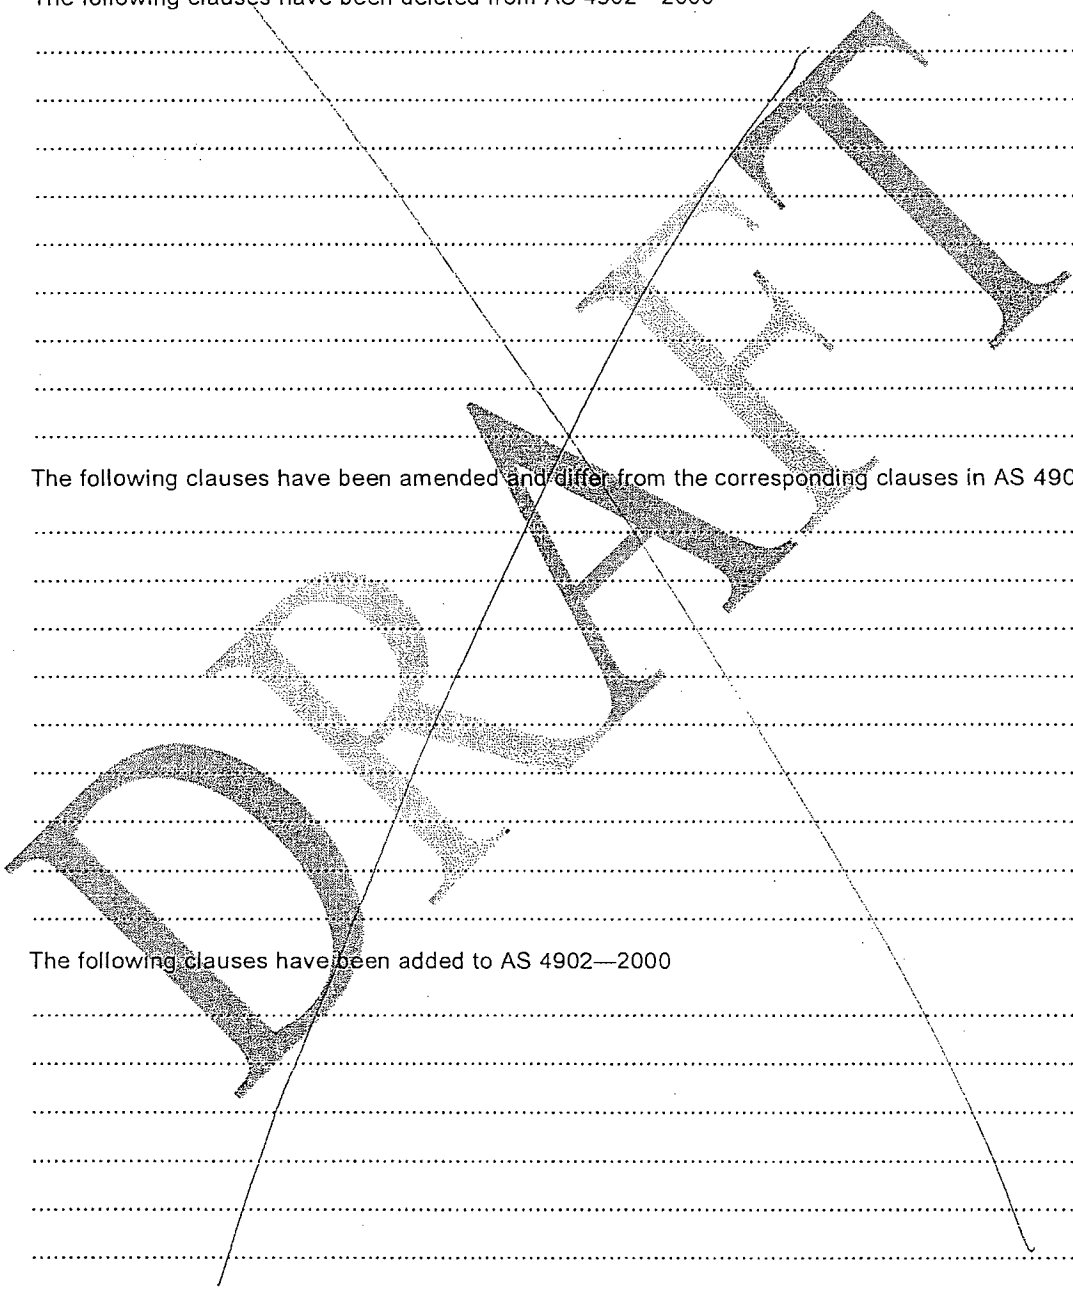 The following clauses have been deleted from AS 4902—2000
The following clauses have been amended and differ from the corresponding clauses in AS 490
The following clauses have been added to AS 4902—2000
DRAFT